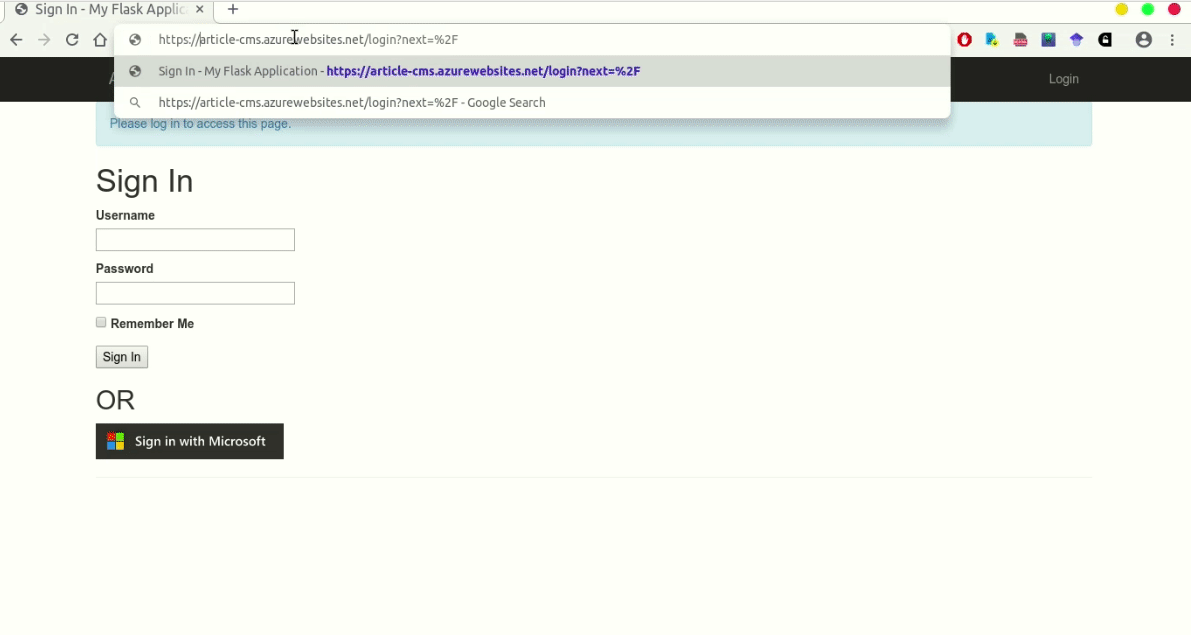 Sign In - My Flask Applica
https://article-cms.azurewebsites.net/login?next=%2F
Sign In - My Flask Application - https://article-cms.azurewebsites.net/login?next=%2F
https://article-cms.azurewebsites.net/login?next=%2F - Google Search
Login
Please log in to access this page.
Sign In
Username
Password
Remember Me
Sign In
OR
Sign in with Microsoft